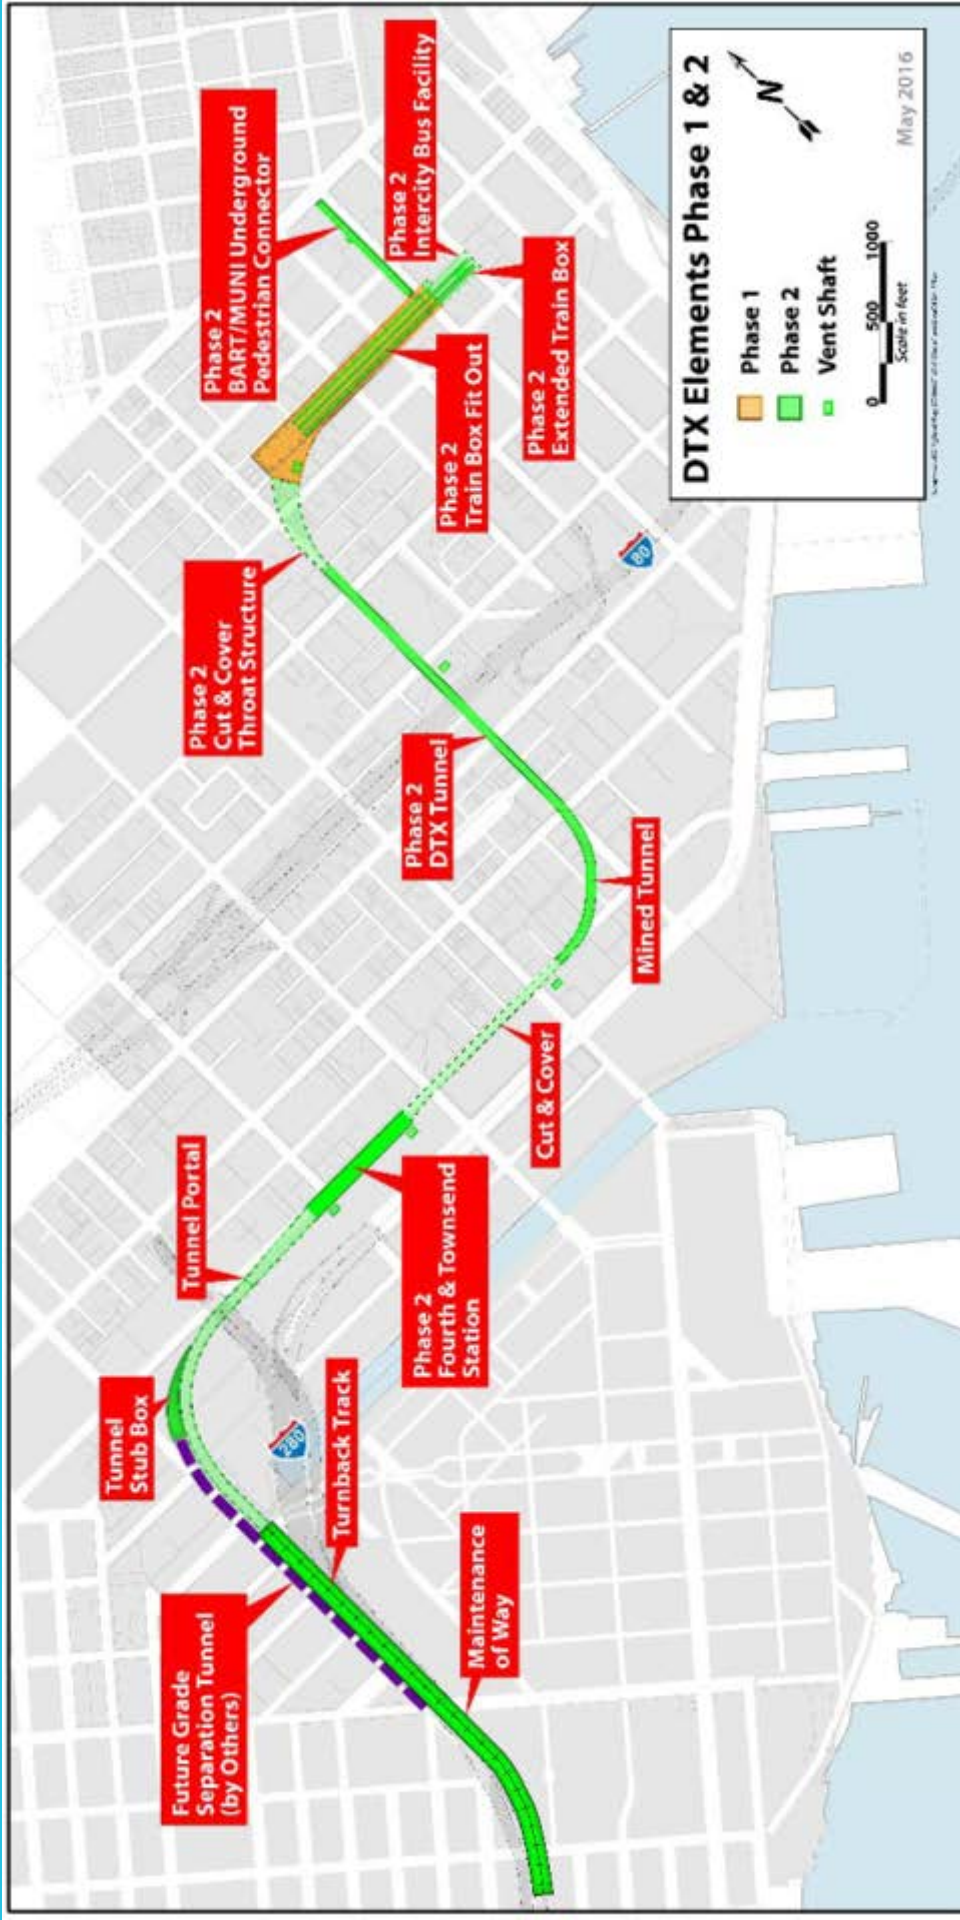 Future Grade
Separation Tunnel
(by Others)
Tunnel
Stub Box
Tunnel Portal
Phase 2
Cut & Cover
Throat Structure
Phase 2
BART/MUNI Underground
Pedestrian Connector
Phase 2
Intercity Bus Facility
280
Turnback Track
Maintenance
of Way
Phase 2
Fourth & Townsend
Station
Phase 2
DTX Tunnel
Phase 2
Train Box Fit Out
Phase 2
Extended Train Box
Cut & Cover
Mined Tunnel
80
DTX Elements Phase 1 & 2
Phase 1
Phase 2
Vent Shaft
N
0 500 1000
Scale in feet
May 2016